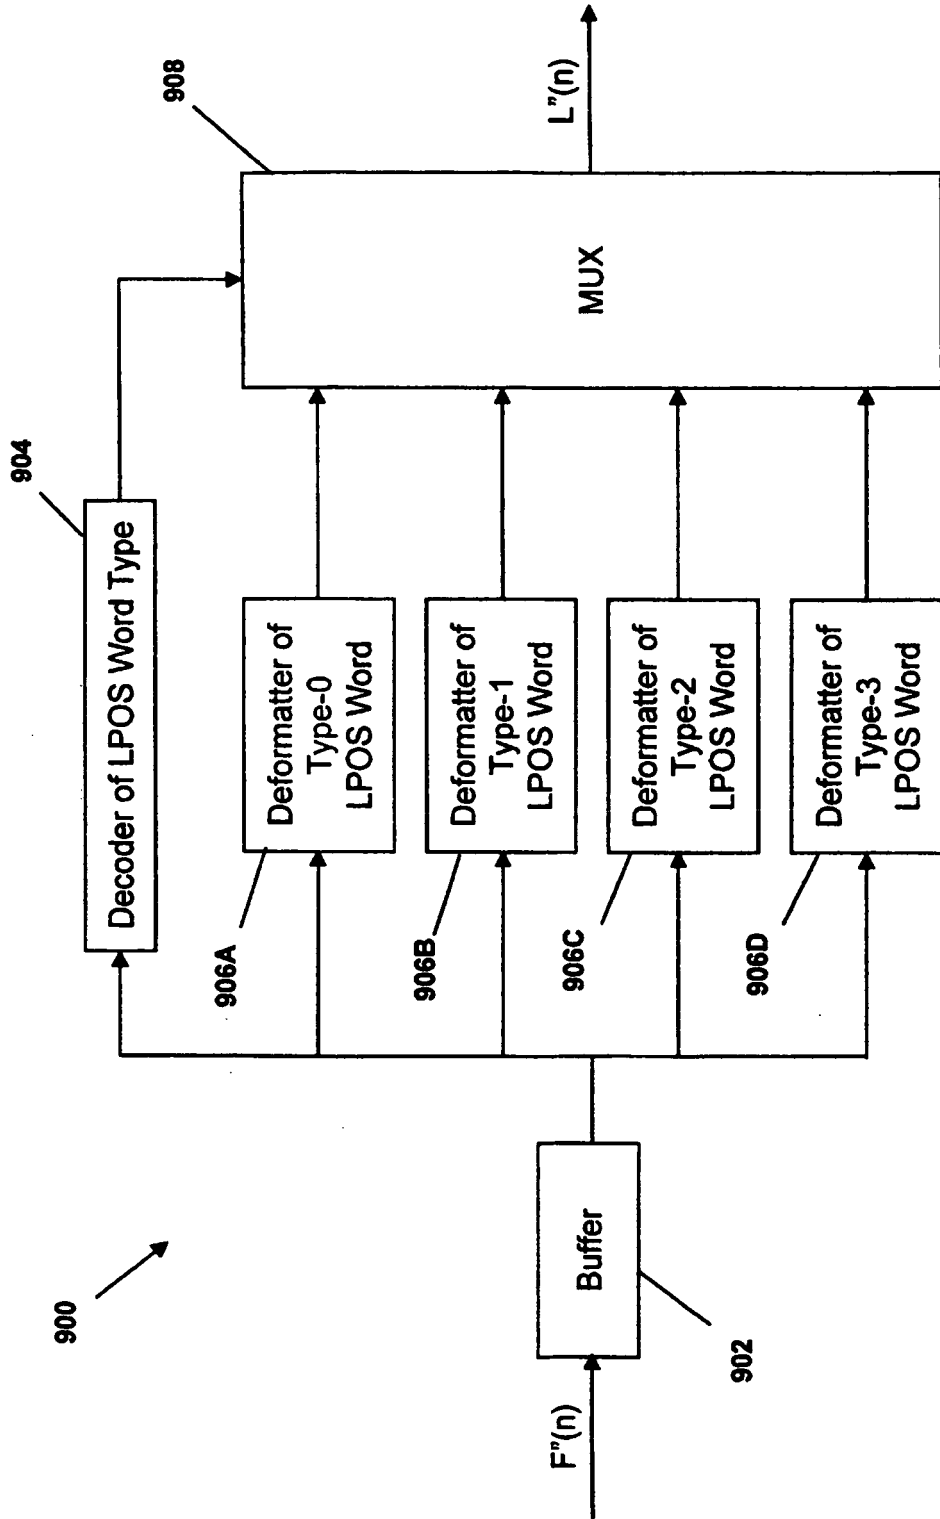 900
F"(n)
Buffer
902
Decoder of LPOS Word Type
904
Deformatter of
Type-0
LPOS Word
906A
Deformatter of
Type-1
LPOS Word
906B
Deformatter of
Type-2
LPOS Word
906C
Deformatter of
Type-3
LPOS Word
906D
MUX
908
L"(n)